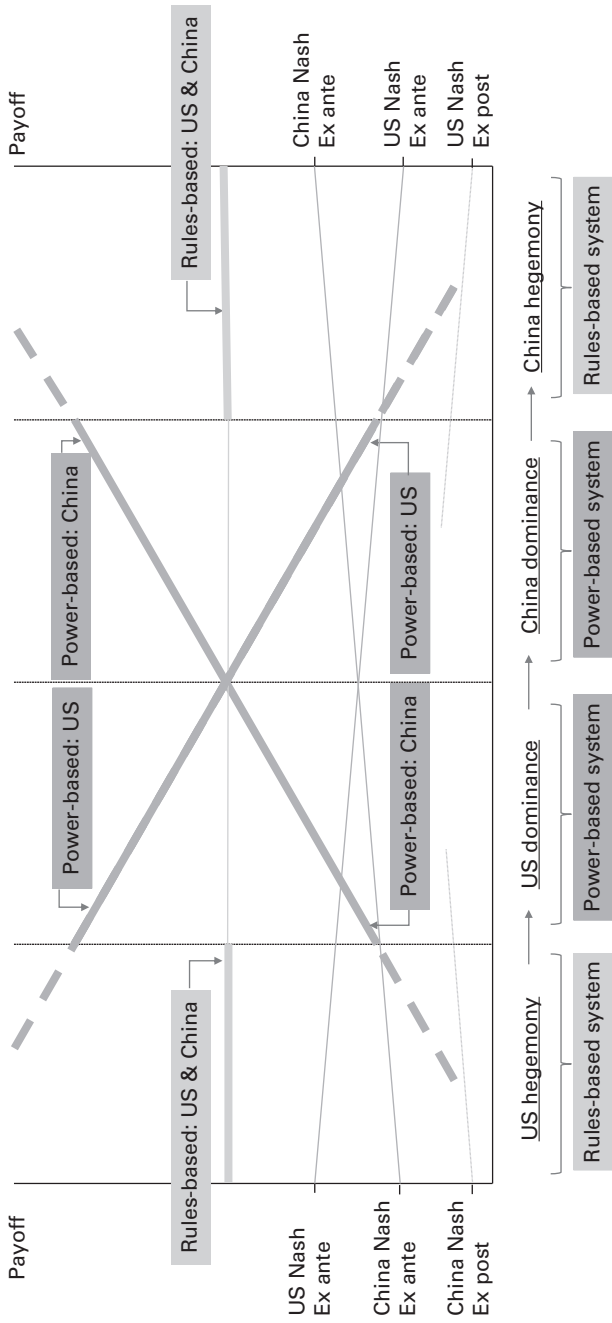 Payoff
Payoff
Power-based: US
Power-based: China
Rules-based: US & China
Rules-based: US & China
US Nash
Ex ante
China Nash
Ex ante
China Nash
Ex post
China Nash
Ex ante
US Nash
Ex ante
US Nash
Ex post
Power-based: China
Power-based: US
US hegemony
US dominance
China dominance
China hegemony
Rules-based system
Power-based system
Power-based system
Rules-based system